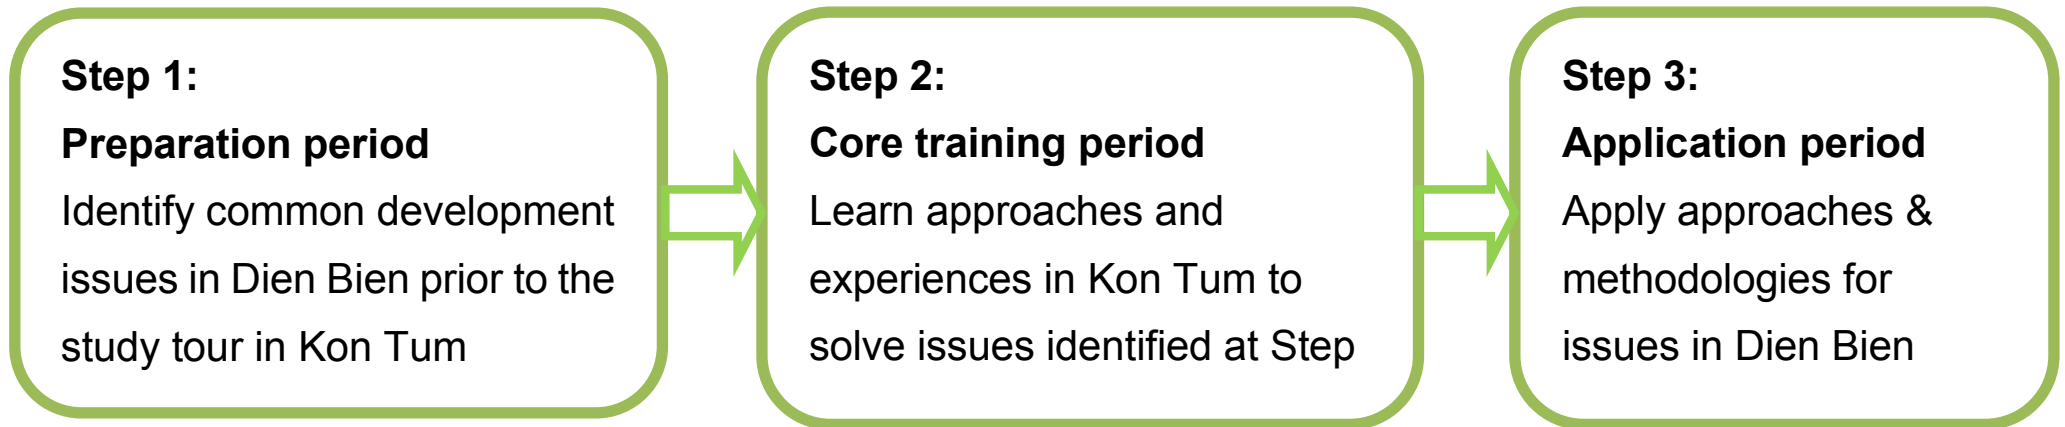 Step 1:
Preparation period
Identify common development
issues in Dien Bien prior to the
study tour in Kon Tum
Step 2:
Core training period
Learn approaches and
experiences in Kon Tum to
solve issues identified at Step
Step 3:
Application period
Apply approaches &
methodologies for
issues in Dien Bien